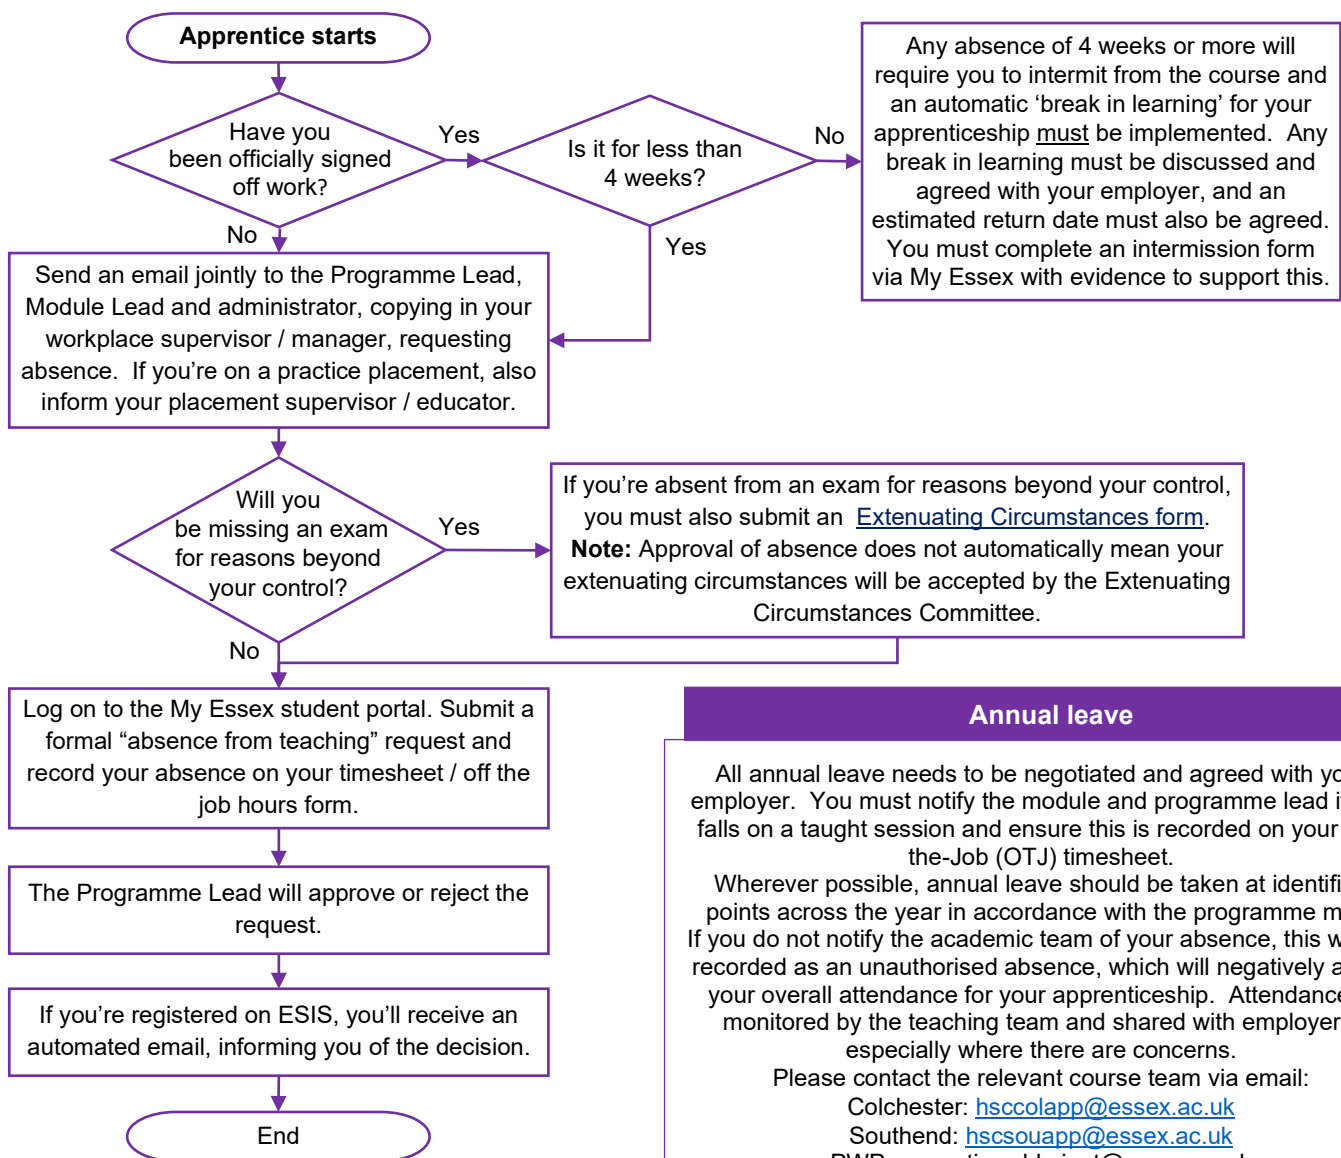 Apprentice starts
Have you
been officially signed
off work?
Yes
No
Is it for less than
4 weeks?
No
Yes
Any absence of 4 weeks or more will
require you to intermit from the course and
an automatic ‘break in learning’ for your
apprenticeship must be implemented.  Any
break in learning must be discussed and
agreed with your employer, and an
estimated return date must also be agreed.
You must complete an intermission form
via My Essex with evidence to support this.
Send an email jointly to the Programme Lead,
Module Lead and administrator, copying in your
workplace supervisor / manager, requesting
absence.  If you’re on a practice placement, also
inform your placement supervisor / educator.
Will you
be missing an exam
for reasons beyond
your control?
Yes
No
If you’re absent from an exam for reasons beyond your control,
you must also submit an  Extenuating Circumstances form.
Note: Approval of absence does not automatically mean your
extenuating circumstances will be accepted by the Extenuating
Circumstances Committee.
Log on to the My Essex student portal. Submit a
formal “absence from teaching” request and
record your absence on your timesheet / off the
job hours form.
The Programme Lead will approve or reject the
request.
If you’re registered on ESIS, you’ll receive an
automated email, informing you of the decision.
End
Annual leave
All annual leave needs to be negotiated and agreed with
employer.  You must notify the module and programme lead
falls on a taught session and ensure this is recorded on your
the-Job (OTJ) timesheet.
Wherever possible, annual leave should be taken at
points across the year in accordance with the programme
If you do not notify the academic team of your absence, this
recorded as an unauthorised absence, which will negatively
your overall attendance for your apprenticeship.  Attendance
monitored by the teaching team and shared with
especially where there are concerns.
Please contact the relevant course team via email:
Colchester: hsccolapp@essex.ac.uk
Southend: hscsouapp@essex.ac.uk